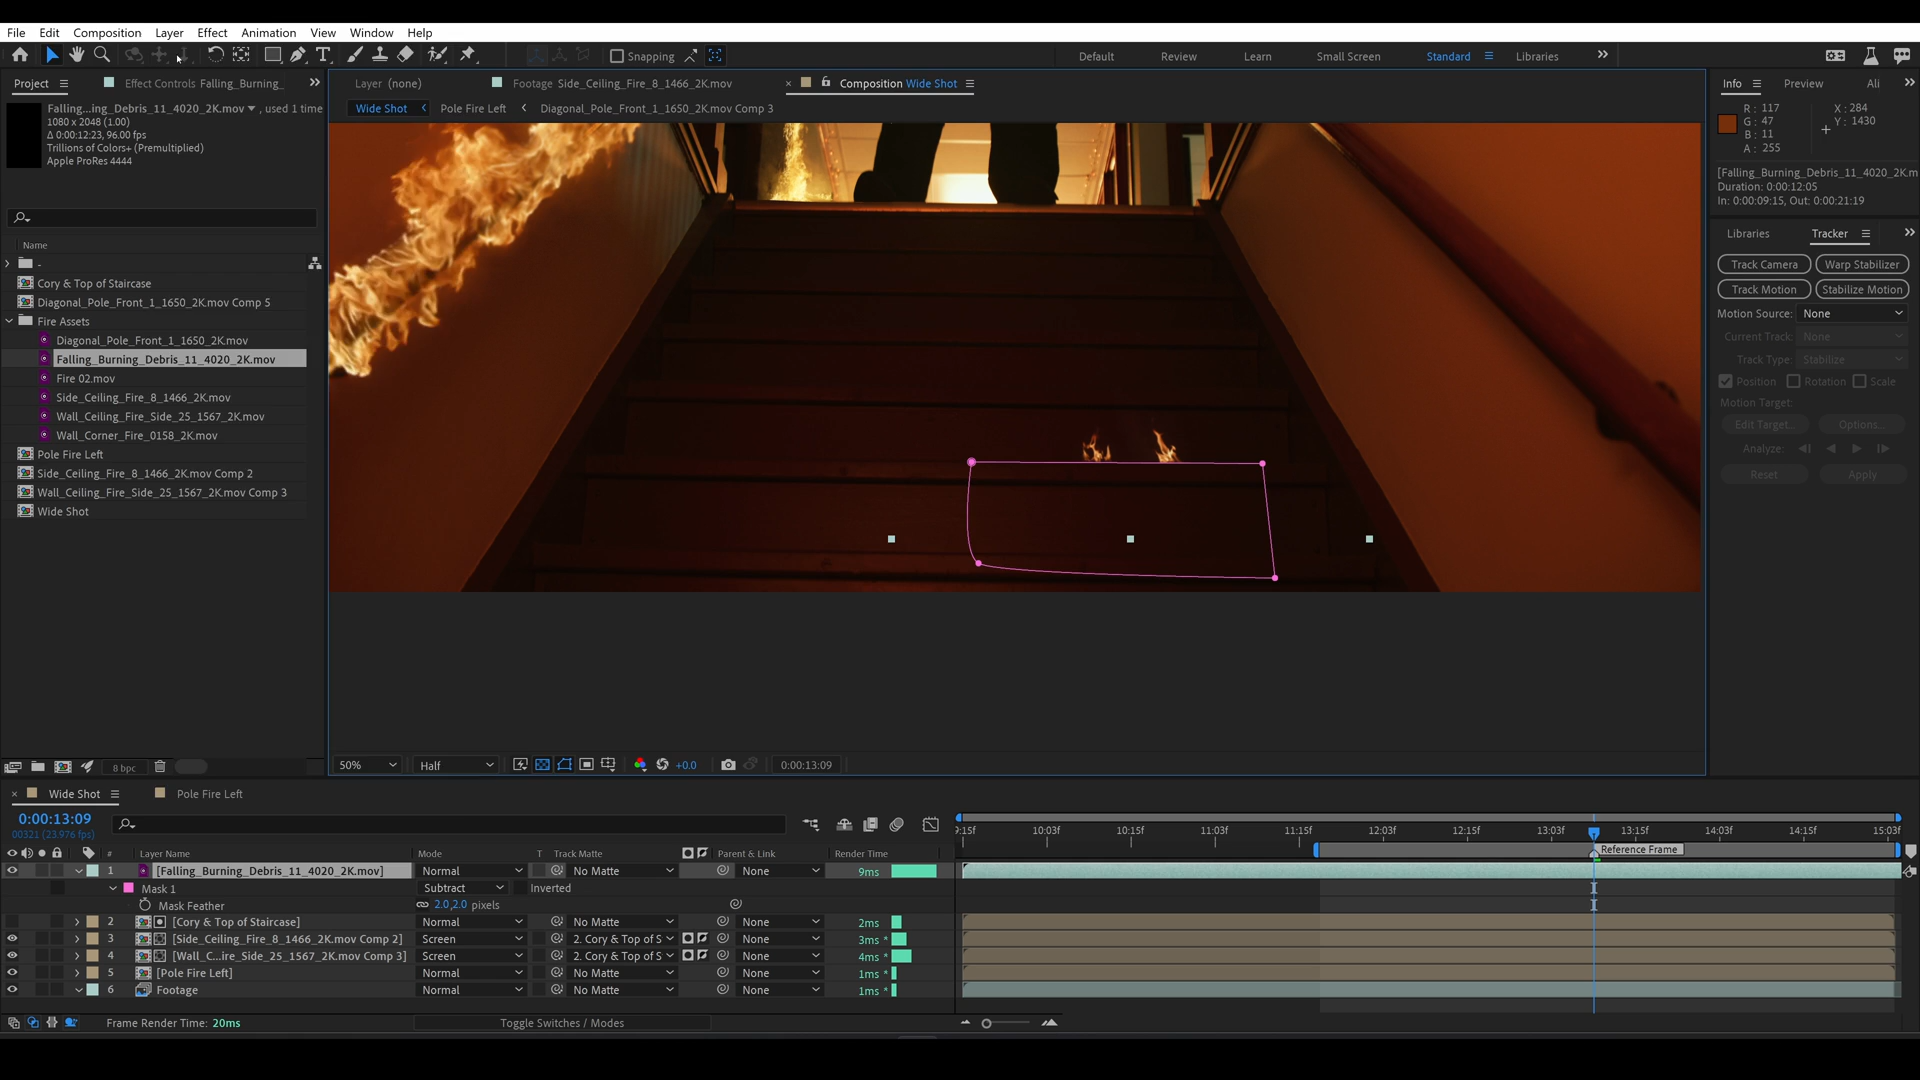 File Edit Composition Layer Effect Animation View Window Help
Snapping
Default Review Learn Small Screen Standard Libraries
Project Effect Controls Falling_Burning_
Layer (none) Footage Side_Ceiling_Fire_8_1466_2K.mov Composition Wide Shot
Wide Shot Pole Fire Left Diagonal_Pole_Front_1_1650_2K.mov Comp 3
Falling...ing_Debris_11_4020_2K.mov , used 1 time
1080 x 2048 (1.00)
Δ 0:00:12:23, 96.00 fps
Trillions of Colors+ (Premultiplied)
Apple ProRes 4444
Name
-
Cory & Top of Staircase
Diagonal_Pole_Front_1_1650_2K.mov Comp 5
Fire Assets
Diagonal_Pole_Front_1_1650_2K.mov
Falling_Burning_Debris_11_4020_2K.mov
Fire 02.mov
Side_Ceiling_Fire_8_1466_2K.mov
Wall_Ceiling_Fire_Side_25_1567_2K.mov
Wall_Corner_Fire_0158_2K.mov
Pole Fire Left
Side_Ceiling_Fire_8_1466_2K.mov Comp 2
Wall_Ceiling_Fire_Side_25_1567_2K.mov Comp 3
Wide Shot
8 bpc
50% Half +0.0 0:00:13:09
Info Preview Ali
R: 117 X: 284
G: 47 Y: 1430
B: 11
A: 255
[Falling_Burning_Debris_11_4020_2K.m
Duration: 0:00:12:05
In: 0:00:09:15, Out: 0:00:21:19
Libraries Tracker
Track Camera Warp Stabilizer
Track Motion Stabilize Motion
Motion Source: None
Current Track: None
Track Type: Stabilize
Position Rotation Scale
Motion Target:
Edit Target... Options...
Analyze:
Reset Apply
Wide Shot Pole Fire Left
0:00:13:09
00321 (23.976 fps)
# Layer Name Mode T Track Matte Parent & Link Render Time
1 [Falling_Burning_Debris_11_4020_2K.mov] Normal No Matte None 9ms
Mask 1 Subtract Inverted
Mask Feather 2.0,2.0 pixels
2 [Cory & Top of Staircase] Normal No Matte None 2ms
3 [Side_Ceiling_Fire_8_1466_2K.mov Comp 2] Screen 2. Cory & Top of S None 3ms *
4 [Wall_C...ire_Side_25_1567_2K.mov Comp 3] Screen 2. Cory & Top of S None 4ms *
5 [Pole Fire Left] Normal No Matte None 1ms *
6 Footage Normal No Matte None 1ms *
Frame Render Time: 20ms Toggle Switches / Modes
9:15f 10:03f 10:15f 11:03f 11:15f 12:03f 12:15f 13:03f 13:15f 14:03f 14:15f 15:03f
Reference Frame